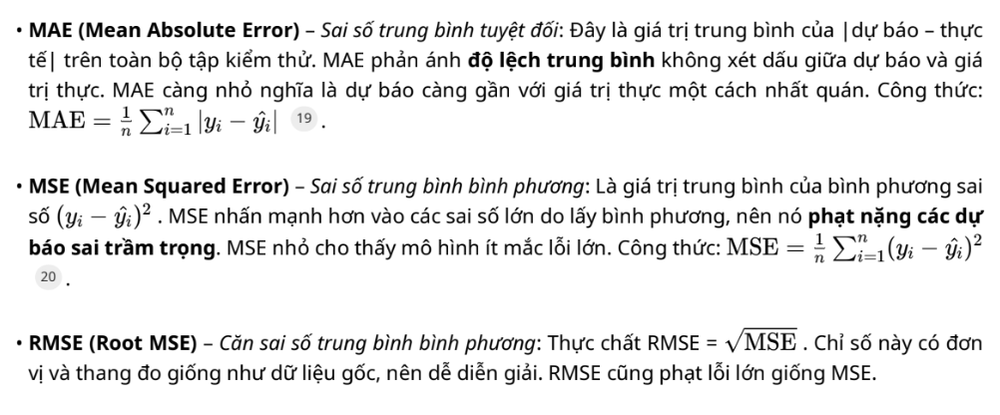 • MAE (Mean Absolute Error) – Sai số trung bình tuyệt đối: Đây là giá trị trung bình của |dự báo – thực
tế| trên toàn bộ tập kiểm thử. MAE phản ánh độ lệch trung bình không xét dấu giữa dự báo và giá
trị thực. MAE càng nhỏ nghĩa là dự báo càng gần với giá trị thực một cách nhất quán. Công thức:
MAE = \frac{1}{n} \sum_{i=1}^{n} |y_i - \hat{y}_i| 19 .
• MSE (Mean Squared Error) – Sai số trung bình bình phương: Là giá trị trung bình của bình phương sai
số (y_i - \hat{y}_i)^2 . MSE nhấn mạnh hơn vào các sai số lớn do lấy bình phương, nên nó phạt nặng các dự
báo sai trầm trọng. MSE nhỏ cho thấy mô hình ít mắc lỗi lớn. Công thức: MSE = \frac{1}{n} \sum_{i=1}^{n} (y_i - \hat{y}_i)^2
20 .
• RMSE (Root MSE) – Căn sai số trung bình bình phương: Thực chất RMSE = \sqrt{MSE} . Chỉ số này có đơn
vị và thang đo giống như dữ liệu gốc, nên dễ diễn giải. RMSE cũng phạt lỗi lớn giống MSE.